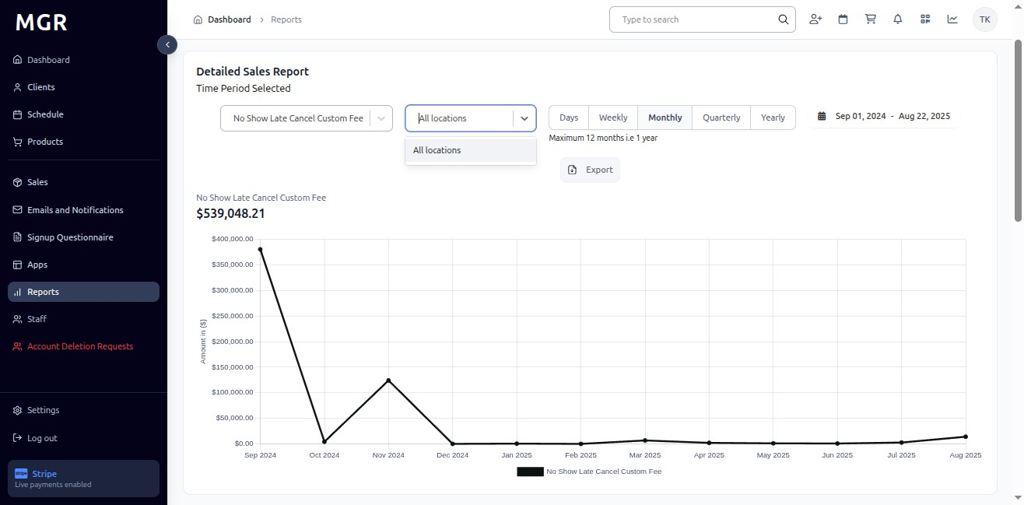 MGR
Dashboard
Clients
Schedule
Products
Sales
Emails and Notifications
Signup Questionnaire
Apps
Reports
Staff
Account Deletion Requests
Settings
Log out
Stripe
Live payments enabled
Dashboard > Reports
Type to search
TK
Detailed Sales Report
Time Period Selected
No Show Late Cancel Custom Fee
All locations
Days Weekly Monthly Quarterly Yearly
Sep 01, 2024 - Aug 22, 2025
All locations
Maximum 12 months i.e 1 year
Export
No Show Late Cancel Custom Fee
$539,048.21
Amount in ($)
$400,000.00
$350,000.00
$300,000.00
$250,000.00
$200,000.00
$150,000.00
$100,000.00
$50,000.00
$0.00
Sep 2024 Oct 2024 Nov 2024 Dec 2024 Jan 2025 Feb 2025 Mar 2025 Apr 2025 May 2025 Jun 2025 Jul 2025 Aug 2025
No Show Late Cancel Custom Fee